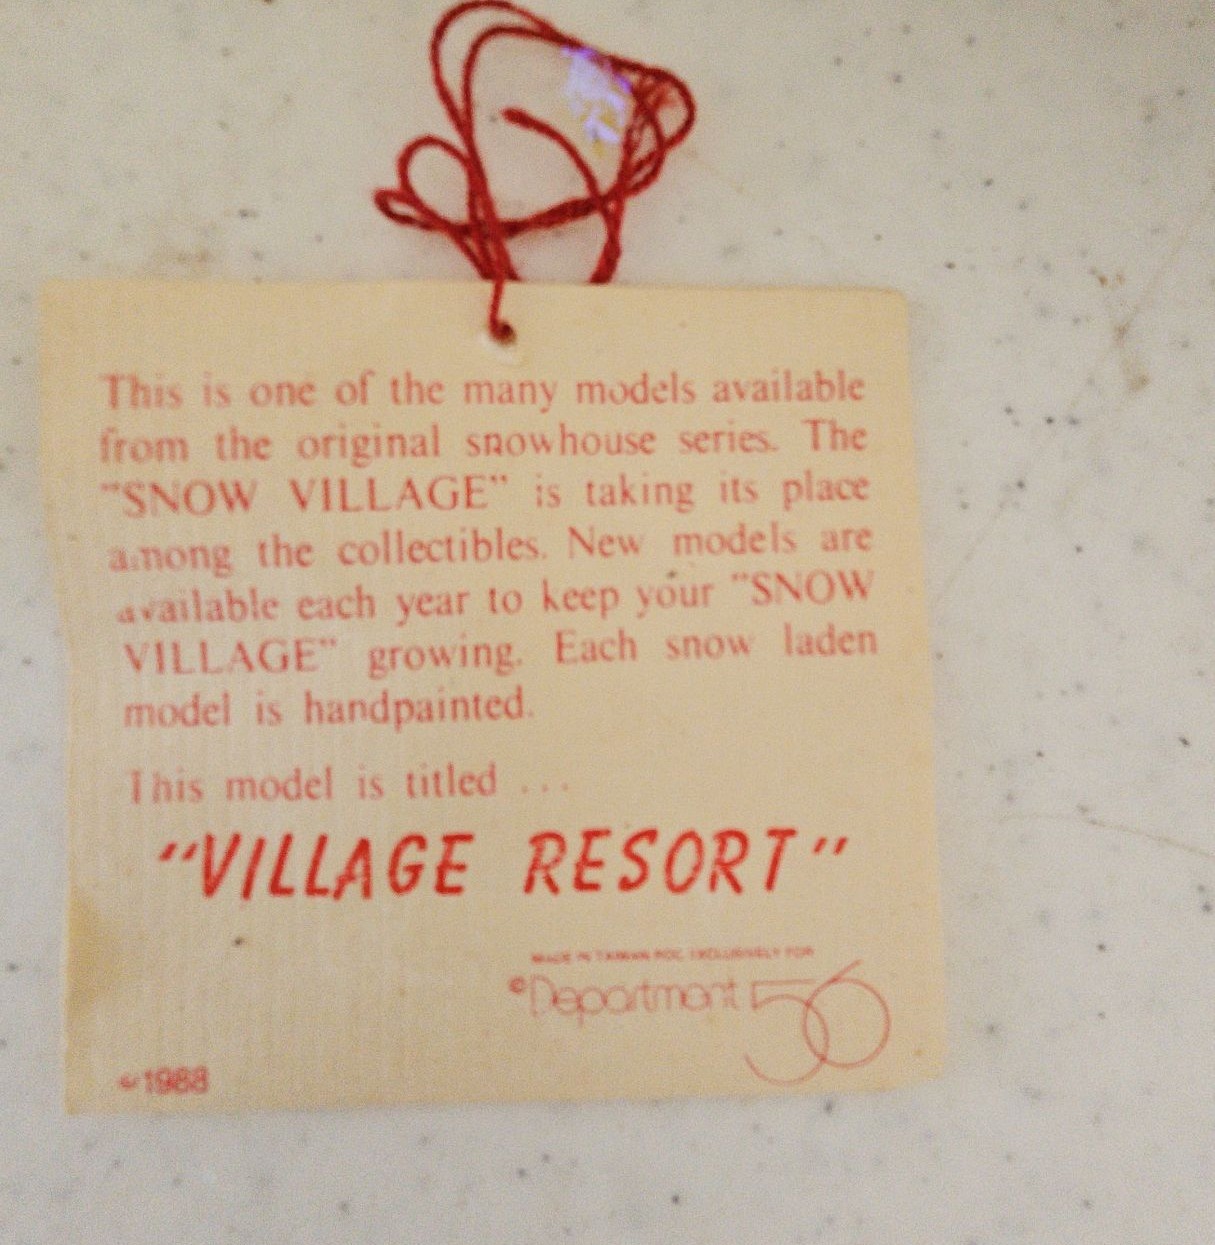 This is one of the many models available
from the original snowhouse series. The
"SNOW VILLAGE" is taking its place
among the collectibles. New models are
available each year to keep your "SNOW
VILLAGE" growing. Each snow laden
model is handpainted.
This model is titled ...
"VILLAGE RESORT"
MADE IN TAIWAN ROC, EXCLUSIVELY FOR
©Department 56
©1988